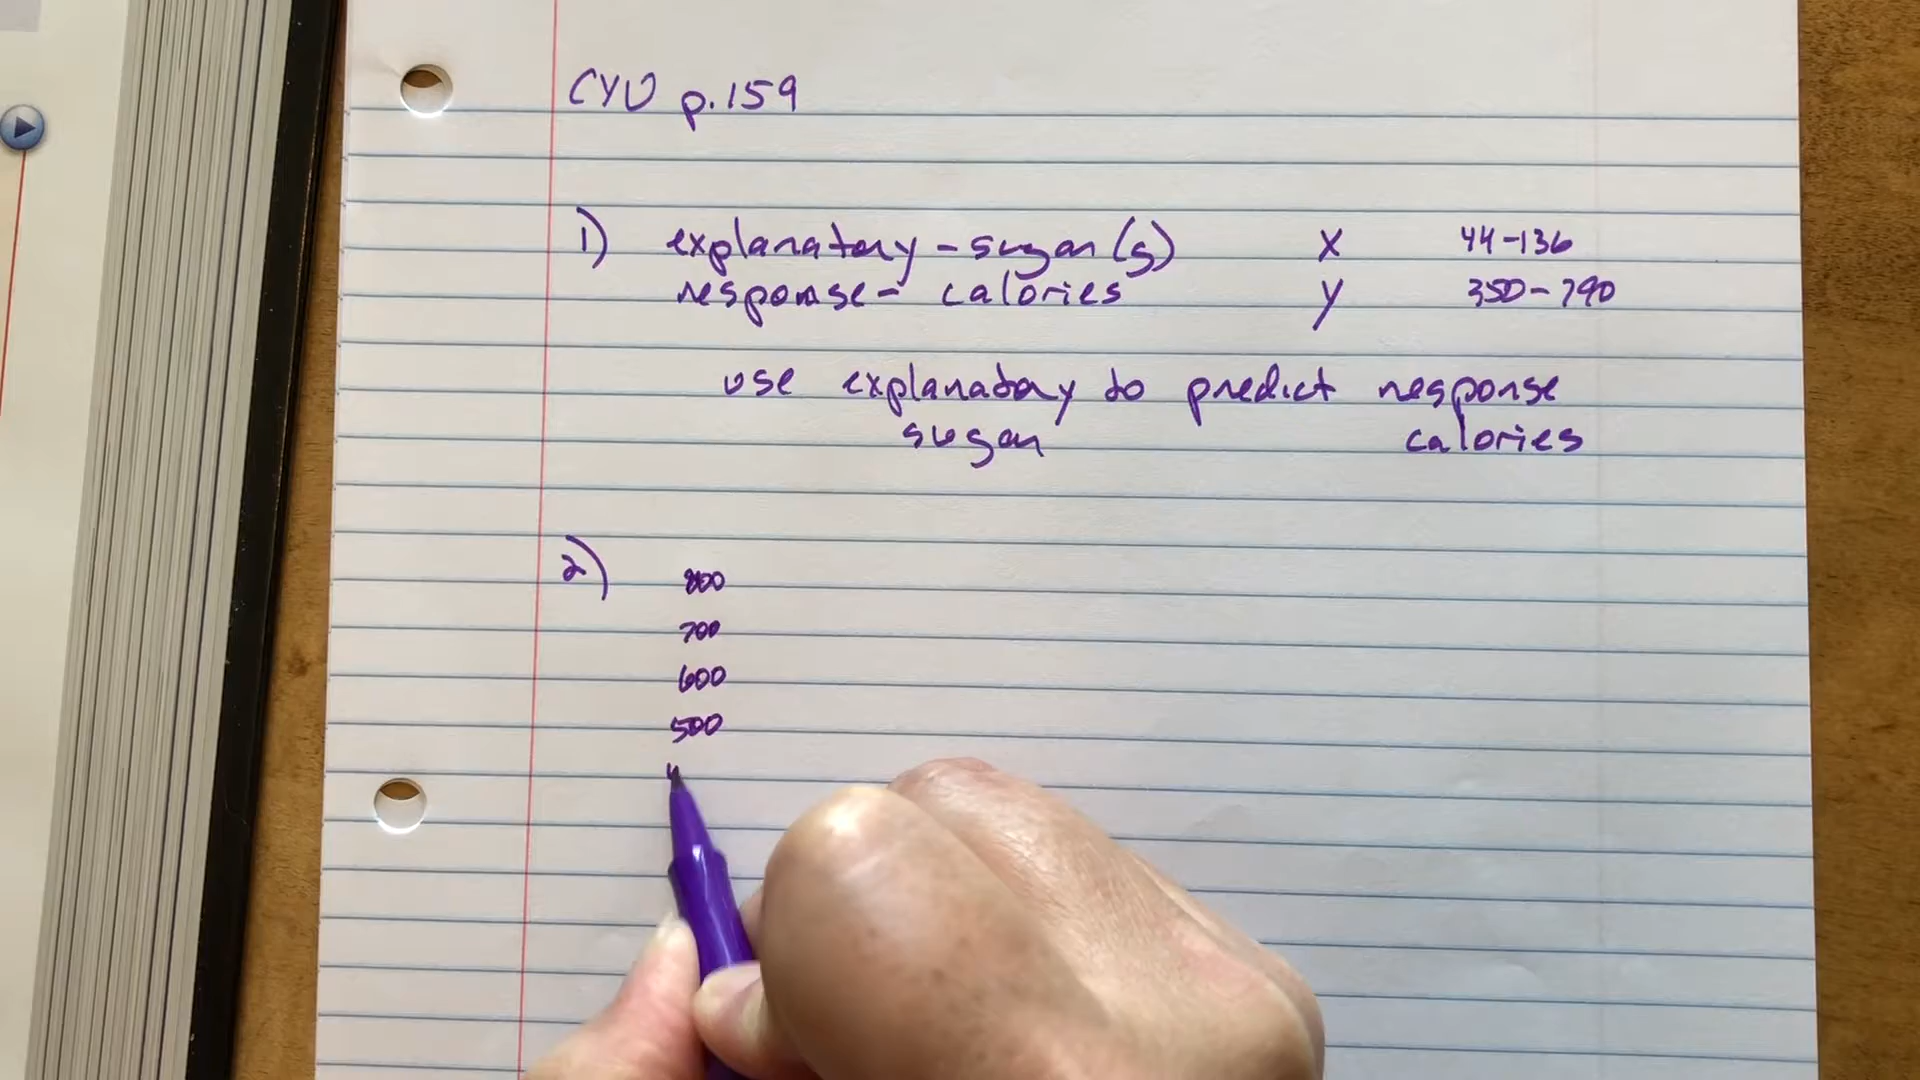 CYU p.159
1) explanatory - sugar (g) X 44-136
response - calories y 350-790
use explanatory to predict response
sugar calories
2) 800
700
600
500
4